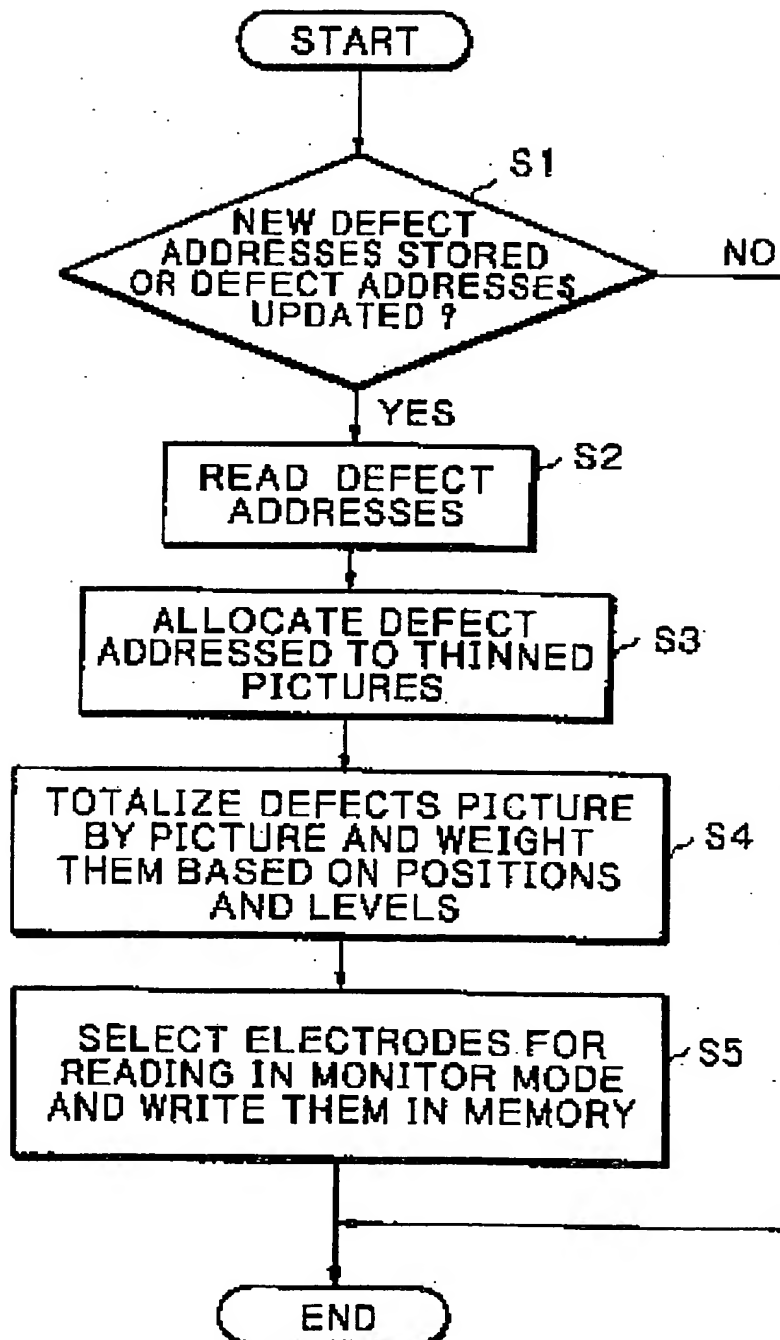 START
S1
NEW DEFECT
ADDRESSES STORED
OR DEFECT ADDRESSES
UPDATED ?
NO
YES
S2
READ DEFECT
ADDRESSES
S3
ALLOCATE DEFECT
ADDRESSED TO THINNED
PICTURES
S4
TOTALIZE DEFECTS PICTURE
BY PICTURE AND WEIGHT
THEM BASED ON POSITIONS
AND LEVELS
S5
SELECT ELECTRODES FOR
READING IN MONITOR MODE
AND WRITE THEM IN MEMORY
END